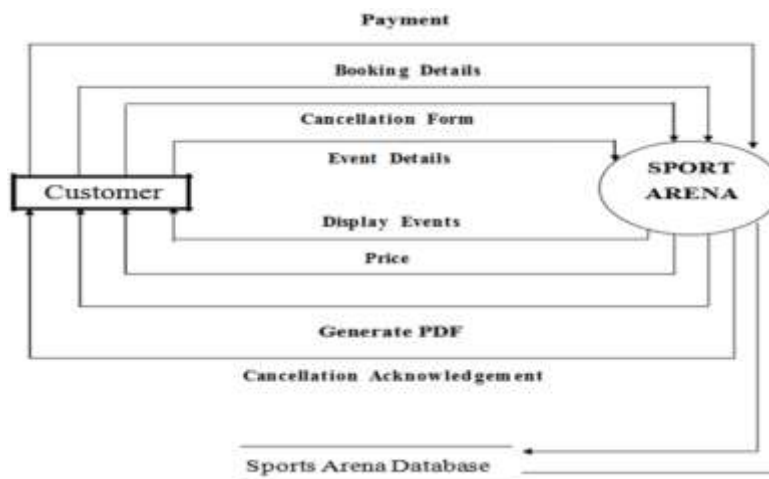 Payment
Booking Details
Cancellation Form
Event Details
Customer
SPORT
ARENA
Display Events
Price
Generate PDF
Cancellation Acknowledgement
Sports Arena Database